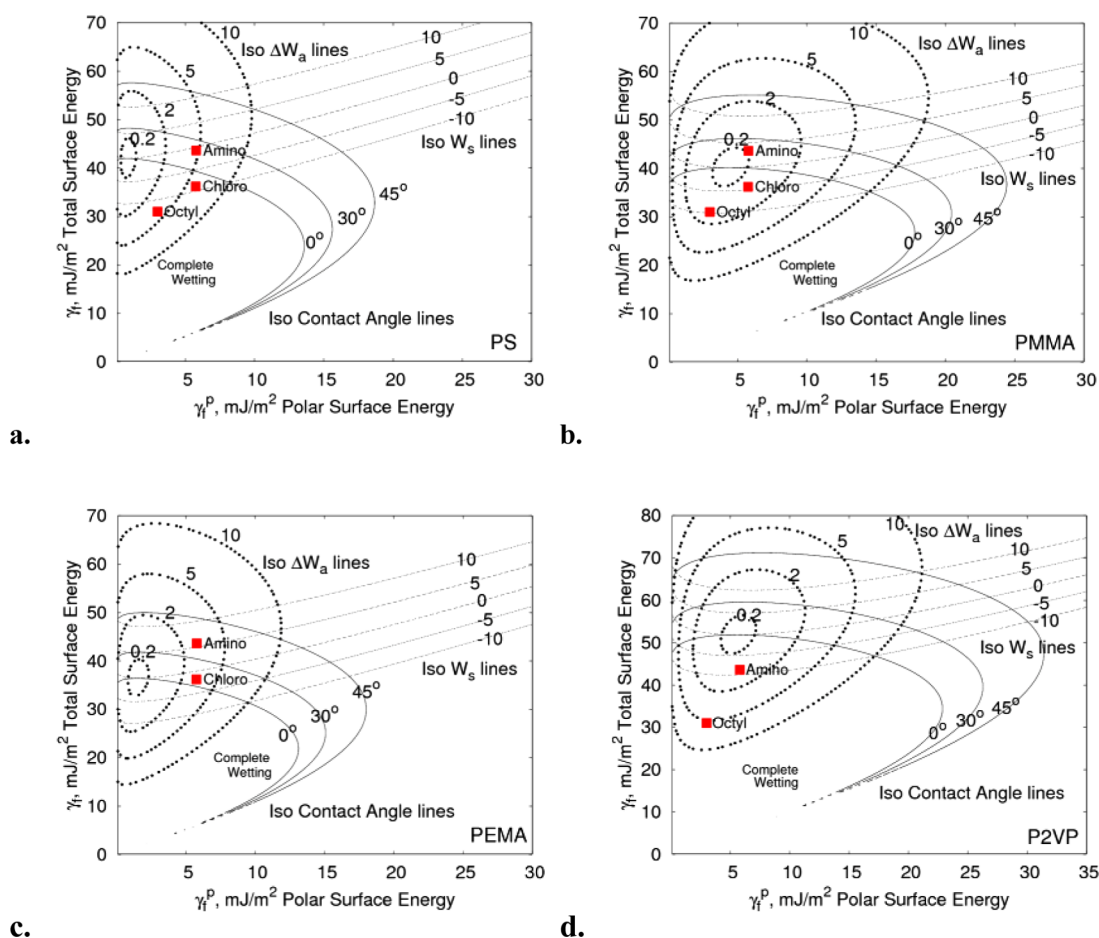 70
60
50
40
30
20
10
0
γf, mJ/m² Total Surface Energy
5 10 15 20 25 30
γfᵖ, mJ/m² Polar Surface Energy
10
5
2
0.2
Iso ΔWa lines
10
5
0
-5
-10
Iso Ws lines
Amino
Chloro
Octyl
45°
30°
0°
Complete
Wetting
Iso Contact Angle lines
PS
a.
70
60
50
40
30
20
10
0
γf, mJ/m² Total Surface Energy
5 10 15 20 25 30
γfᵖ, mJ/m² Polar Surface Energy
10
5
2
0.2
Iso ΔWa lines
10
5
0
-5
-10
Iso Ws lines
Amino
Chloro
Octyl
0°
30°
45°
Complete
Wetting
Iso Contact Angle lines
PMMA
b.
70
60
50
40
30
20
10
0
γf, mJ/m² Total Surface Energy
5 10 15 20 25 30
γfᵖ, mJ/m² Polar Surface Energy
10
5
2
0.2
Iso ΔWa lines
10
5
0
-5
-10
Iso Ws lines
Amino
Chloro
45°
30°
0°
Complete
Wetting
Iso Contact Angle lines
PEMA
c.
80
70
60
50
40
30
20
10
0
γf, mJ/m² Total Surface Energy
5 10 15 20 25 30 35
γfᵖ, mJ/m² Polar Surface Energy
10
5
2
0.2
Iso ΔWa lines
10
5
0
-5
-10
Iso Ws lines
Amino
Octyl
0°
30°
45°
Complete
Wetting
Iso Contact Angle lines
P2VP
d.